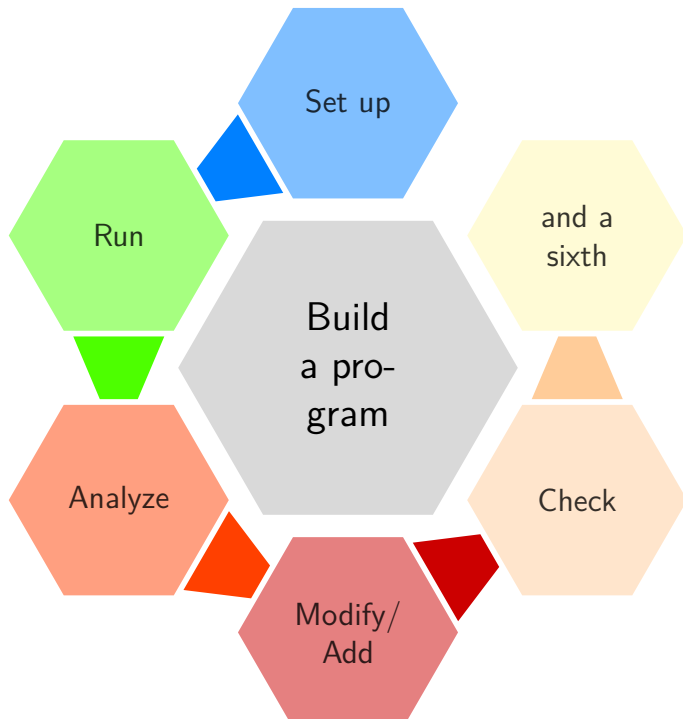 Set up
Run
and a
sixth
Build
a pro-
gram
Analyze
Check
Modify/
Add